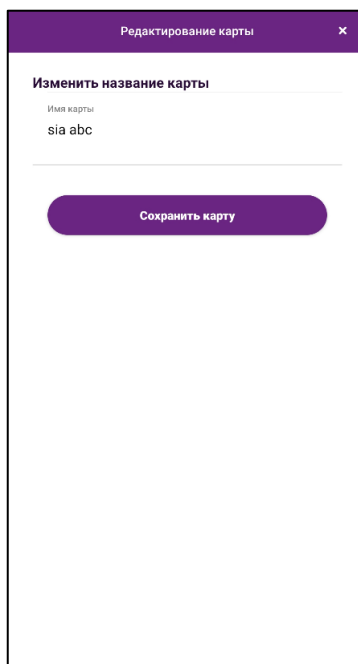 Редактирование карты ×
Изменить название карты
Имя карты
sia abc
Сохранить карту